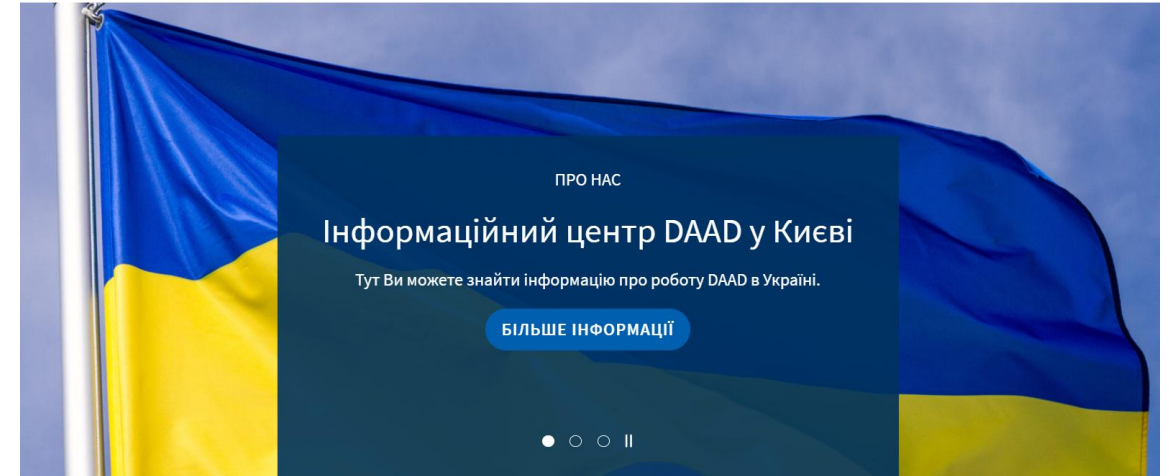 ПРО НАС
Інформаційний центр DAAD у Києві
Тут Ви можете знайти інформацію про роботу DAAD в Україні.
БІЛЬШЕ ІНФОРМАЦІЇ